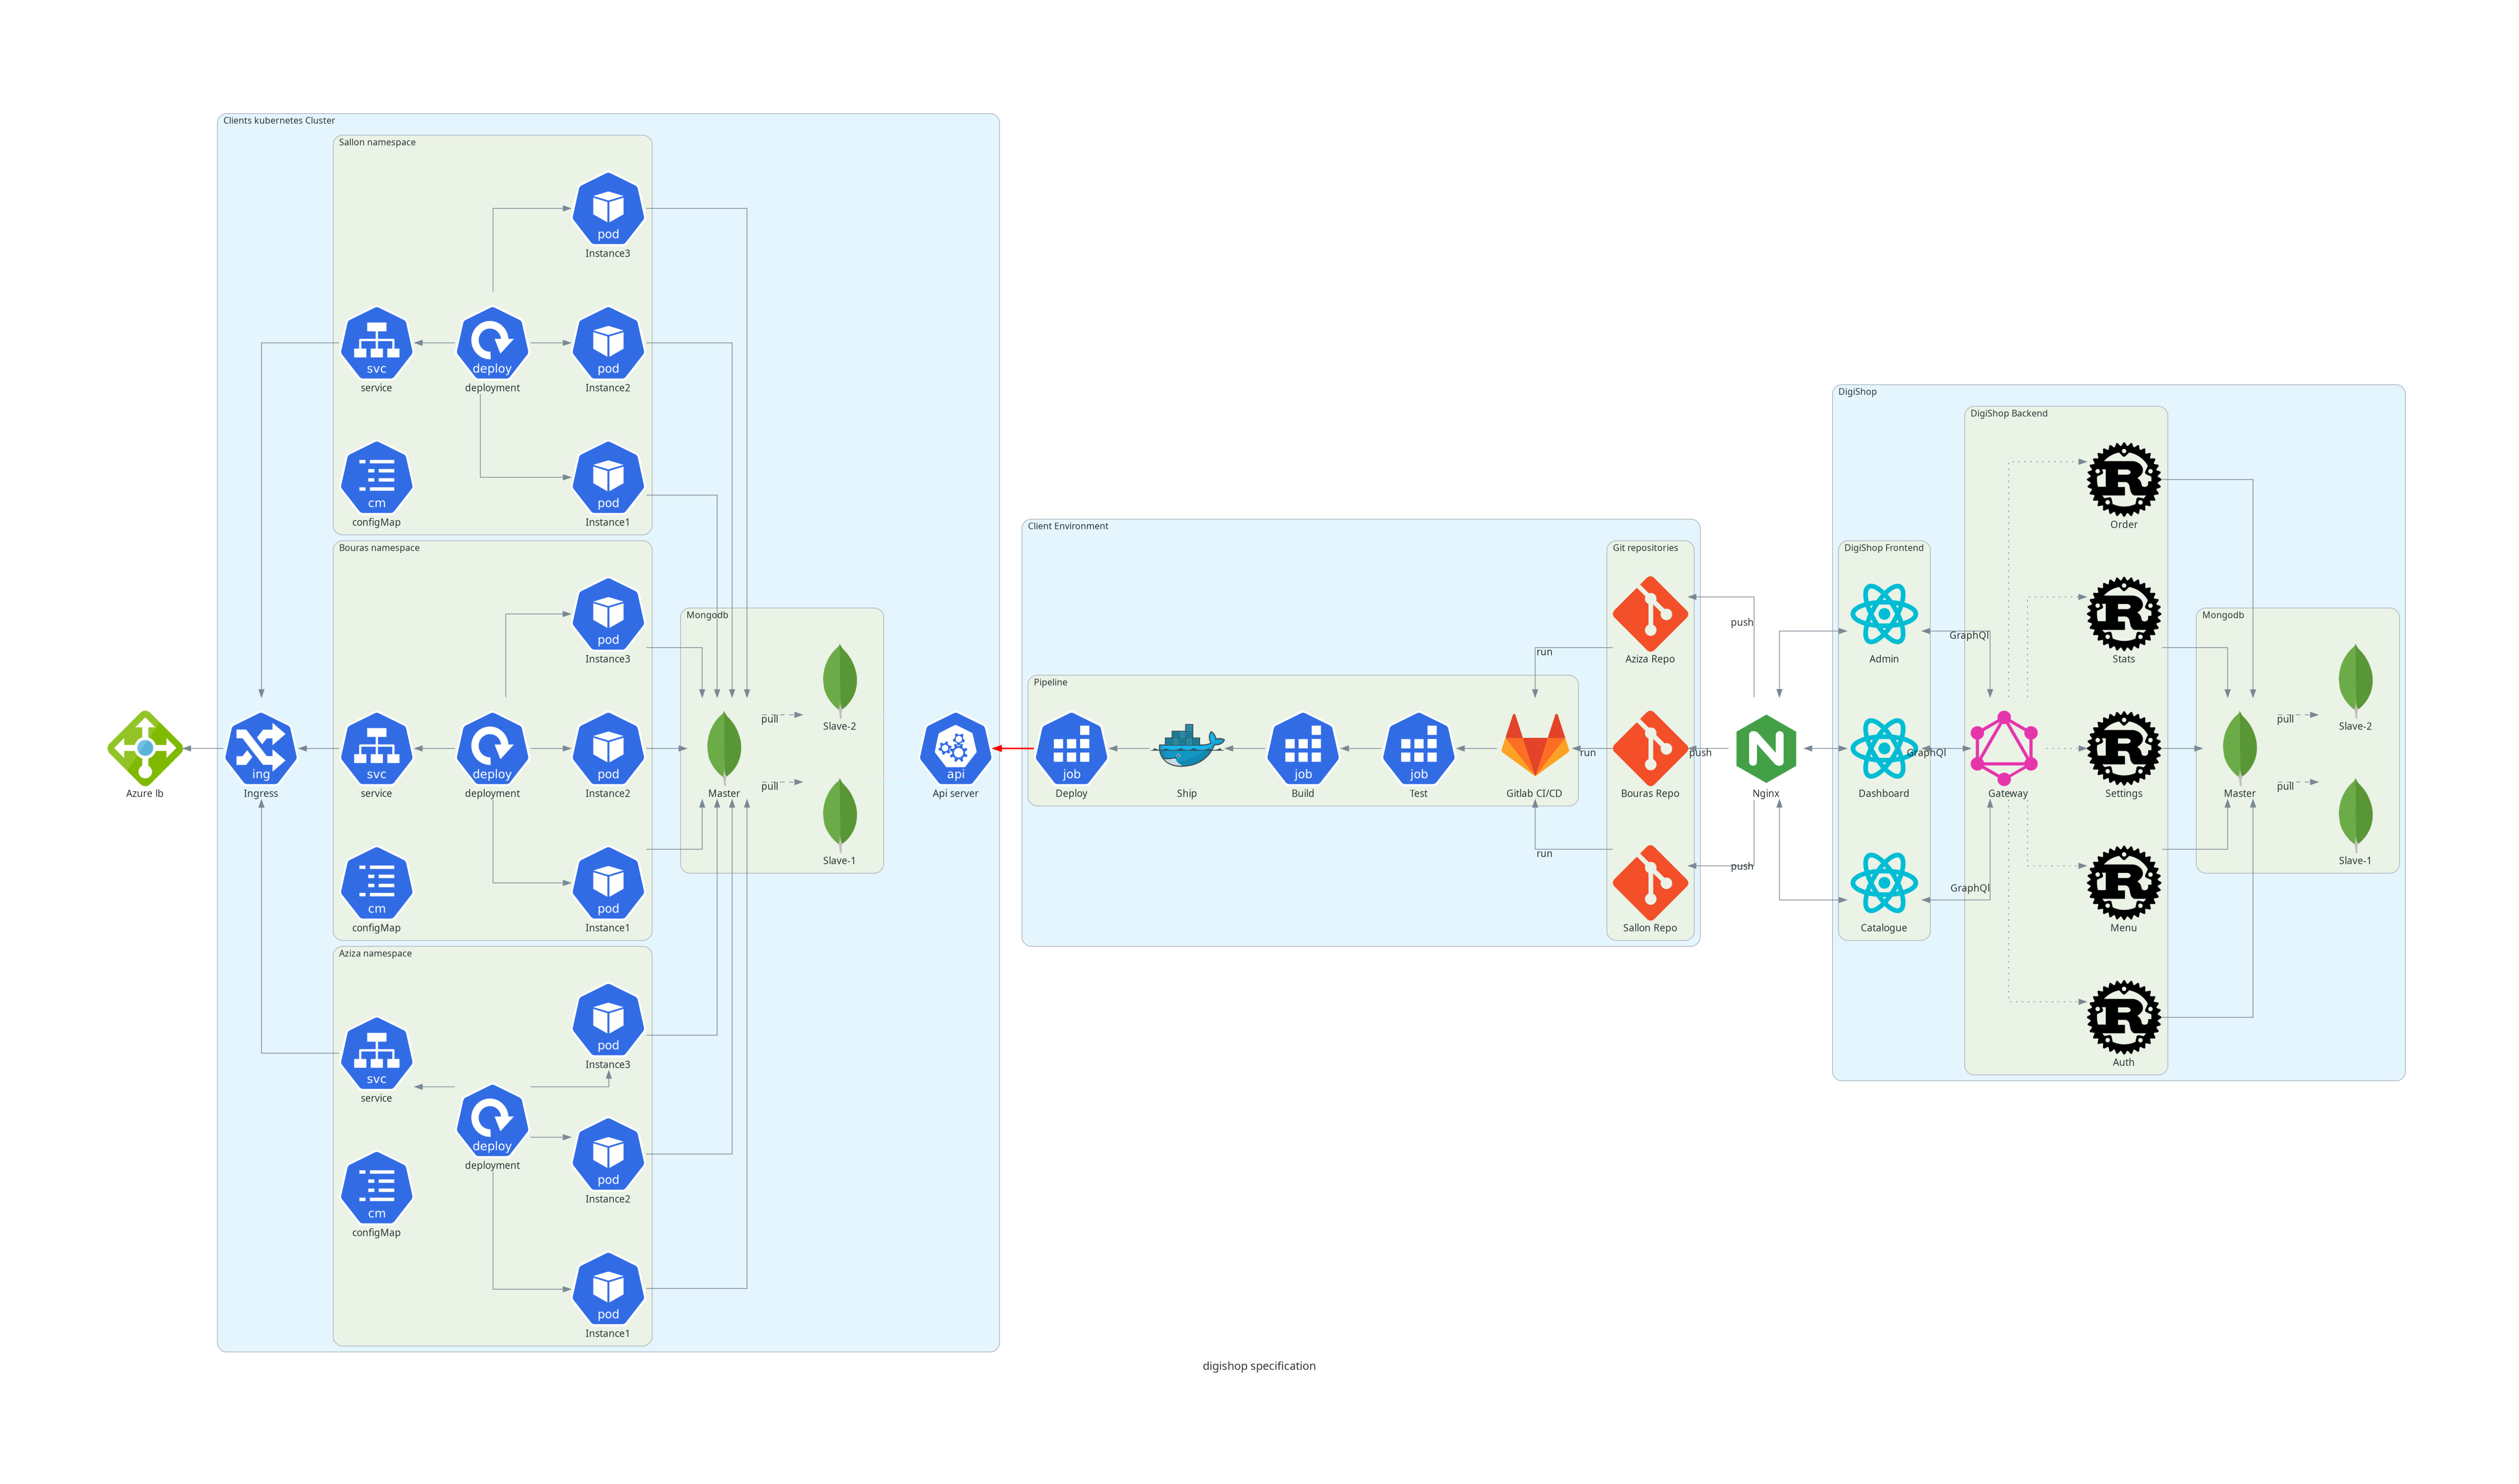 Clients kubernetes Cluster
Sallon namespace
pod
Instance3
svc
service
deploy
deployment
pod
Instance2
cm
configMap
pod
Instance1
Bouras namespace
pod
Instance3
svc
service
deploy
deployment
pod
Instance2
cm
configMap
pod
Instance1
Aziza namespace
pod
Instance3
svc
service
deploy
deployment
pod
Instance2
cm
configMap
pod
Instance1
Azure lb
ing
Ingress
Mongodb
Master
pull
pull
Slave-2
Slave-1
api
Api server
Client Environment
Pipeline
job
Deploy
Ship
job
Build
job
Test
Gitlab CI/CD
run
run
run
Git repositories
Aziza Repo
Bouras Repo
Sallon Repo
push
push
push
Nginx
DigiShop
DigiShop Frontend
Admin
Dashboard
Catalogue
GraphQl
GraphQl
GraphQl
DigiShop Backend
Gateway
Order
Stats
Settings
Menu
Auth
Mongodb
Master
pull
pull
Slave-2
Slave-1
digishop specification